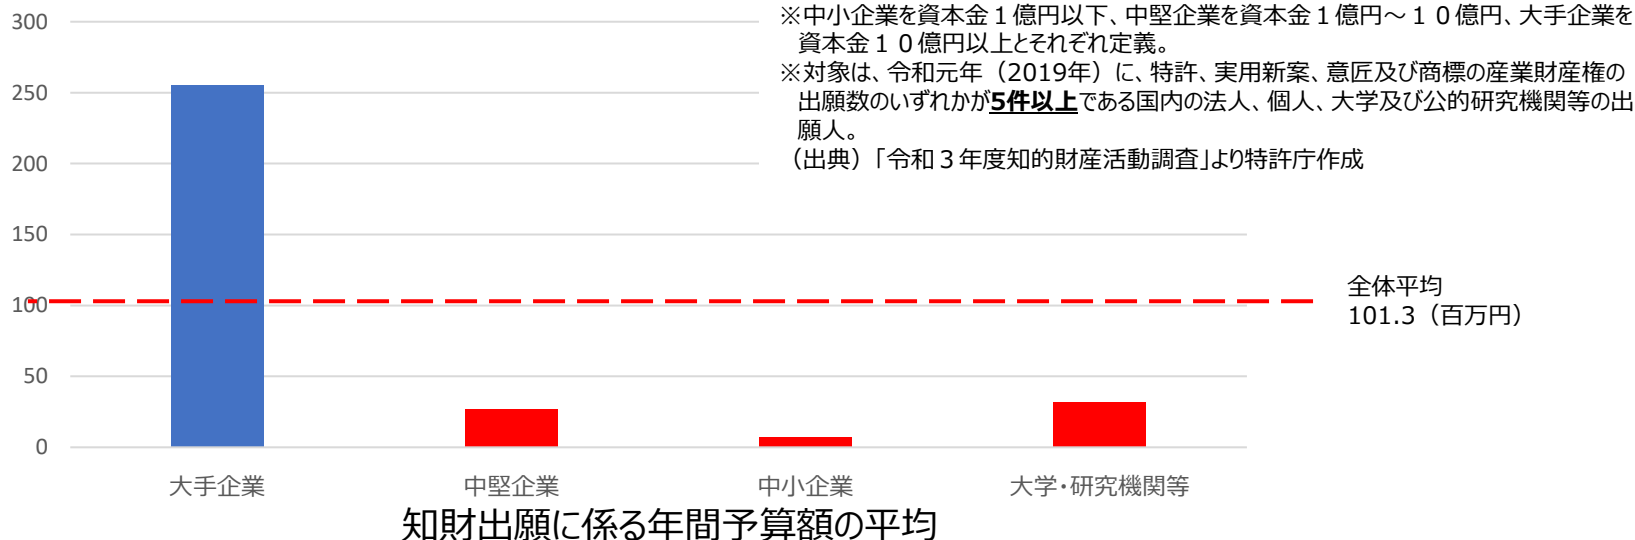 ※中小企業を資本金１億円以下、中堅企業を資本金１億円～１０億円、大手企業を
資本金１０億円以上とそれぞれ定義。
※対象は、令和元年（2019年）に、特許、実用新案、意匠及び商標の産業財産権の
出願数のいずれかが5件以上である国内の法人、個人、大学及び公的研究機関等の出
願人。
（出典）「令和３年度知的財産活動調査」より特許庁作成
300
250
200
150
100
50
0
全体平均
101.3（百万円）
大手企業
中堅企業
中小企業
大学・研究機関等
知財出願に係る年間予算額の平均